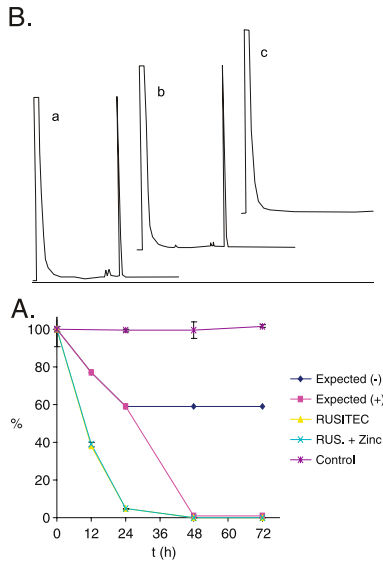 B.
a
b
c
A.
100
80
60
40
20
0
%
0 12 24 36 48 60 72
t (h)
Expected (-)
Expected (+)
RUSITEC
RUS. + Zinc
Control